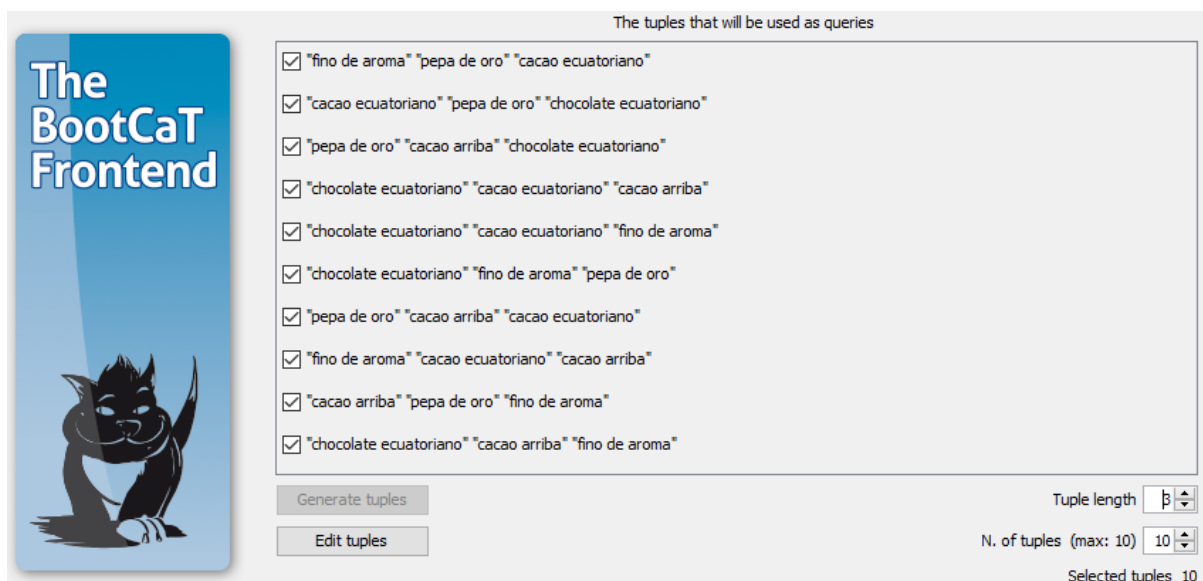 The tuples that will be used as queries
The
BootCaT
Frontend
"fino de aroma" "pepa de oro" "cacao ecuatoriano"
"cacao ecuatoriano" "pepa de oro" "chocolate ecuatoriano"
"pepa de oro" "cacao arriba" "chocolate ecuatoriano"
"chocolate ecuatoriano" "cacao ecuatoriano" "cacao arriba"
"chocolate ecuatoriano" "cacao ecuatoriano" "fino de aroma"
"chocolate ecuatoriano" "fino de aroma" "pepa de oro"
"pepa de oro" "cacao arriba" "cacao ecuatoriano"
"fino de aroma" "cacao ecuatoriano" "cacao arriba"
"cacao arriba" "pepa de oro" "fino de aroma"
"chocolate ecuatoriano" "cacao arriba" "fino de aroma"
Generate tuples
Tuple length 3
Edit tuples
N. of tuples (max: 10) 10
Selected tuples 10